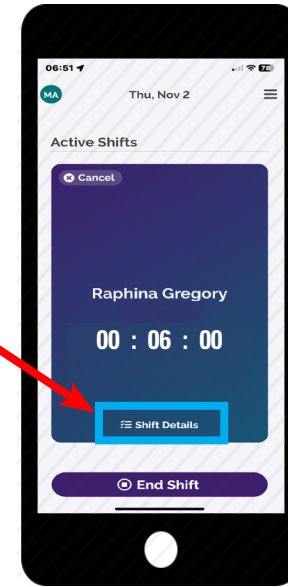 06:51
78
MA
Thu, Nov 2
Active Shifts
Cancel
Raphina Gregory
00 : 06 : 00
Shift Details
End Shift